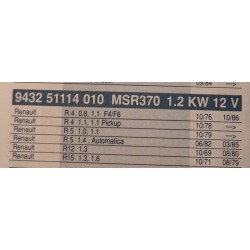 09/84 --->
9432 51114 010 MSR370 1.2 KW 12 V
Renault R 4 0.8, 1.1 F4/F6 10/76 10/86
Renault R 4 1.1, 1.1 Pickup 10/78 --->
Renault R 5 1.0, 1.1 10/79 --->
Renault R 5 1.4 , Automatica 06/82 03/85
Renault R12 1.3 10/69 08/80
Renault R15 1.3, 1.6 10/71 08/79